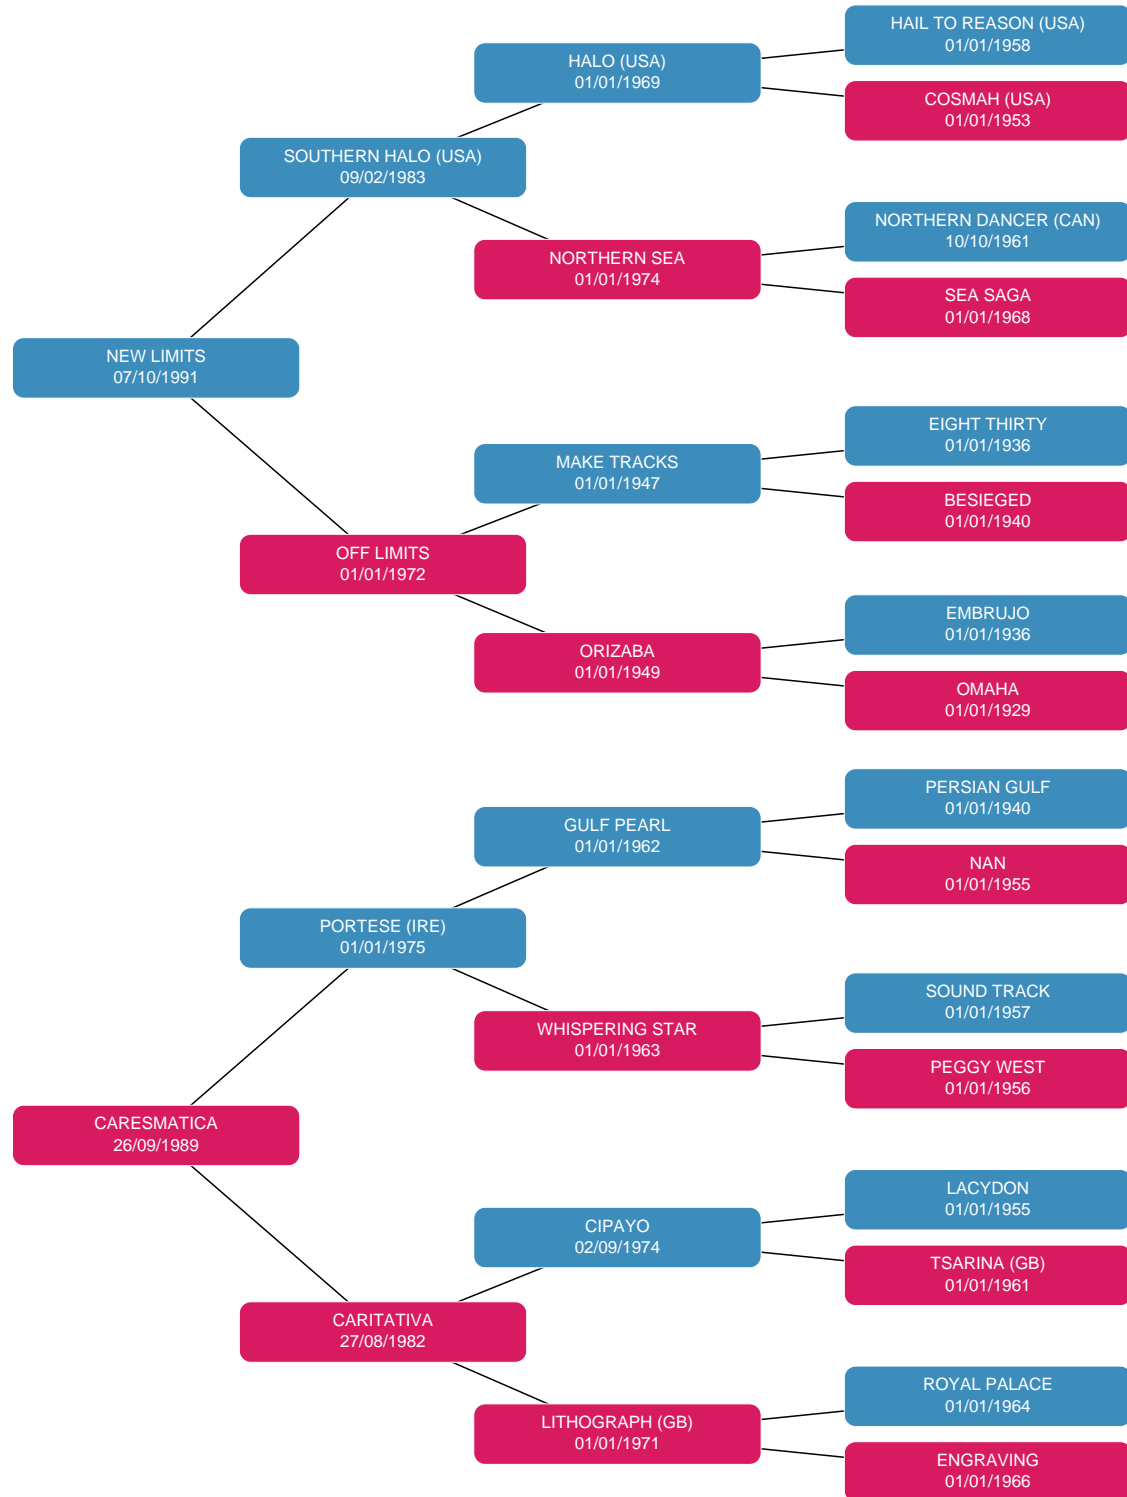 HAIL TO REASON (USA)
01/01/1958
HALO (USA)
01/01/1969
COSMAH (USA)
01/01/1953
SOUTHERN HALO (USA)
09/02/1983
NORTHERN DANCER (CAN)
10/10/1961
NORTHERN SEA
01/01/1974
SEA SAGA
01/01/1968
NEW LIMITS
07/10/1991
EIGHT THIRTY
01/01/1936
MAKE TRACKS
01/01/1947
BESIEGED
01/01/1940
OFF LIMITS
01/01/1972
EMBRUJO
01/01/1936
ORIZABA
01/01/1949
OMAHA
01/01/1929
PERSIAN GULF
01/01/1940
GULF PEARL
01/01/1962
NAN
01/01/1955
PORTESE (IRE)
01/01/1975
SOUND TRACK
01/01/1957
WHISPERING STAR
01/01/1963
PEGGY WEST
01/01/1956
CARESMATICA
26/09/1989
LACYDON
01/01/1955
CIPAYO
02/09/1974
TSARINA (GB)
01/01/1961
CARITATIVA
27/08/1982
ROYAL PALACE
01/01/1964
LITHOGRAPH (GB)
01/01/1971
ENGRAVING
01/01/1966